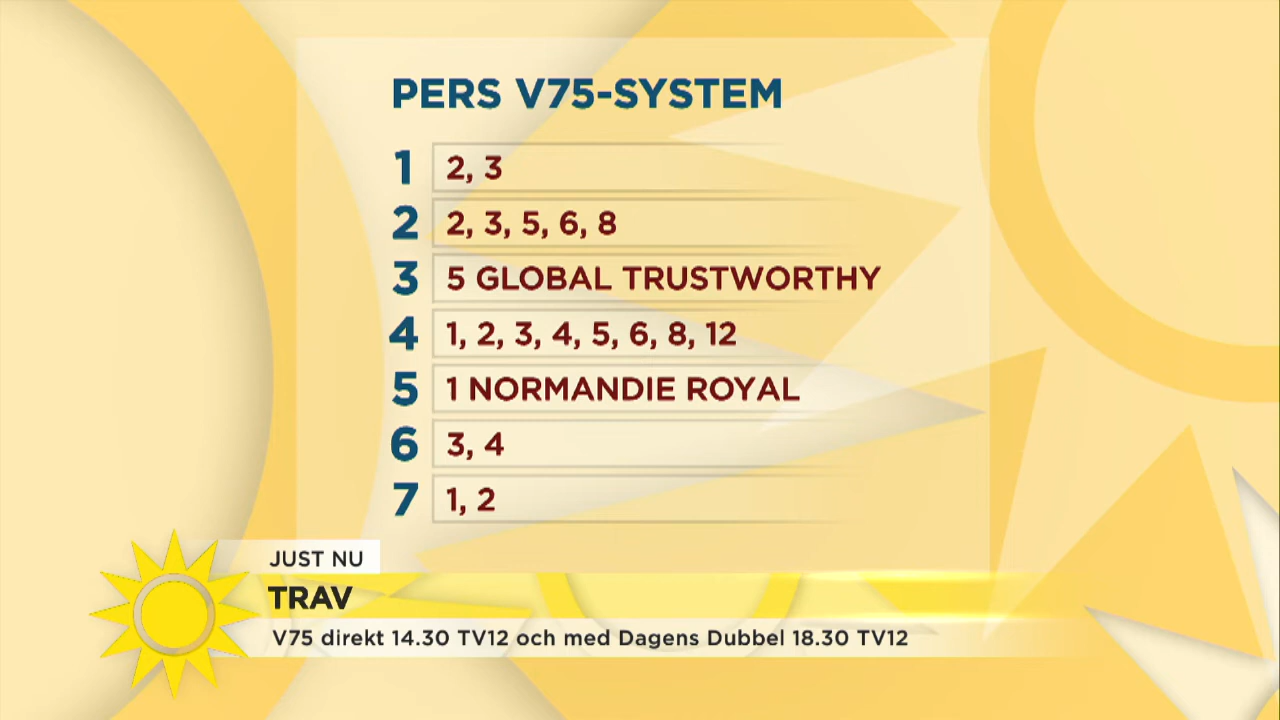 PERS V75-SYSTEM
1 2, 3
2 2, 3, 5, 6, 8
3 5 GLOBAL TRUSTWORTHY
4 1, 2, 3, 4, 5, 6, 8, 12
5 1 NORMANDIE ROYAL
6 3, 4
7 1, 2
JUST NU
TRAV
V75 direkt 14.30 TV12 och med Dagens Dubbel 18.30 TV12